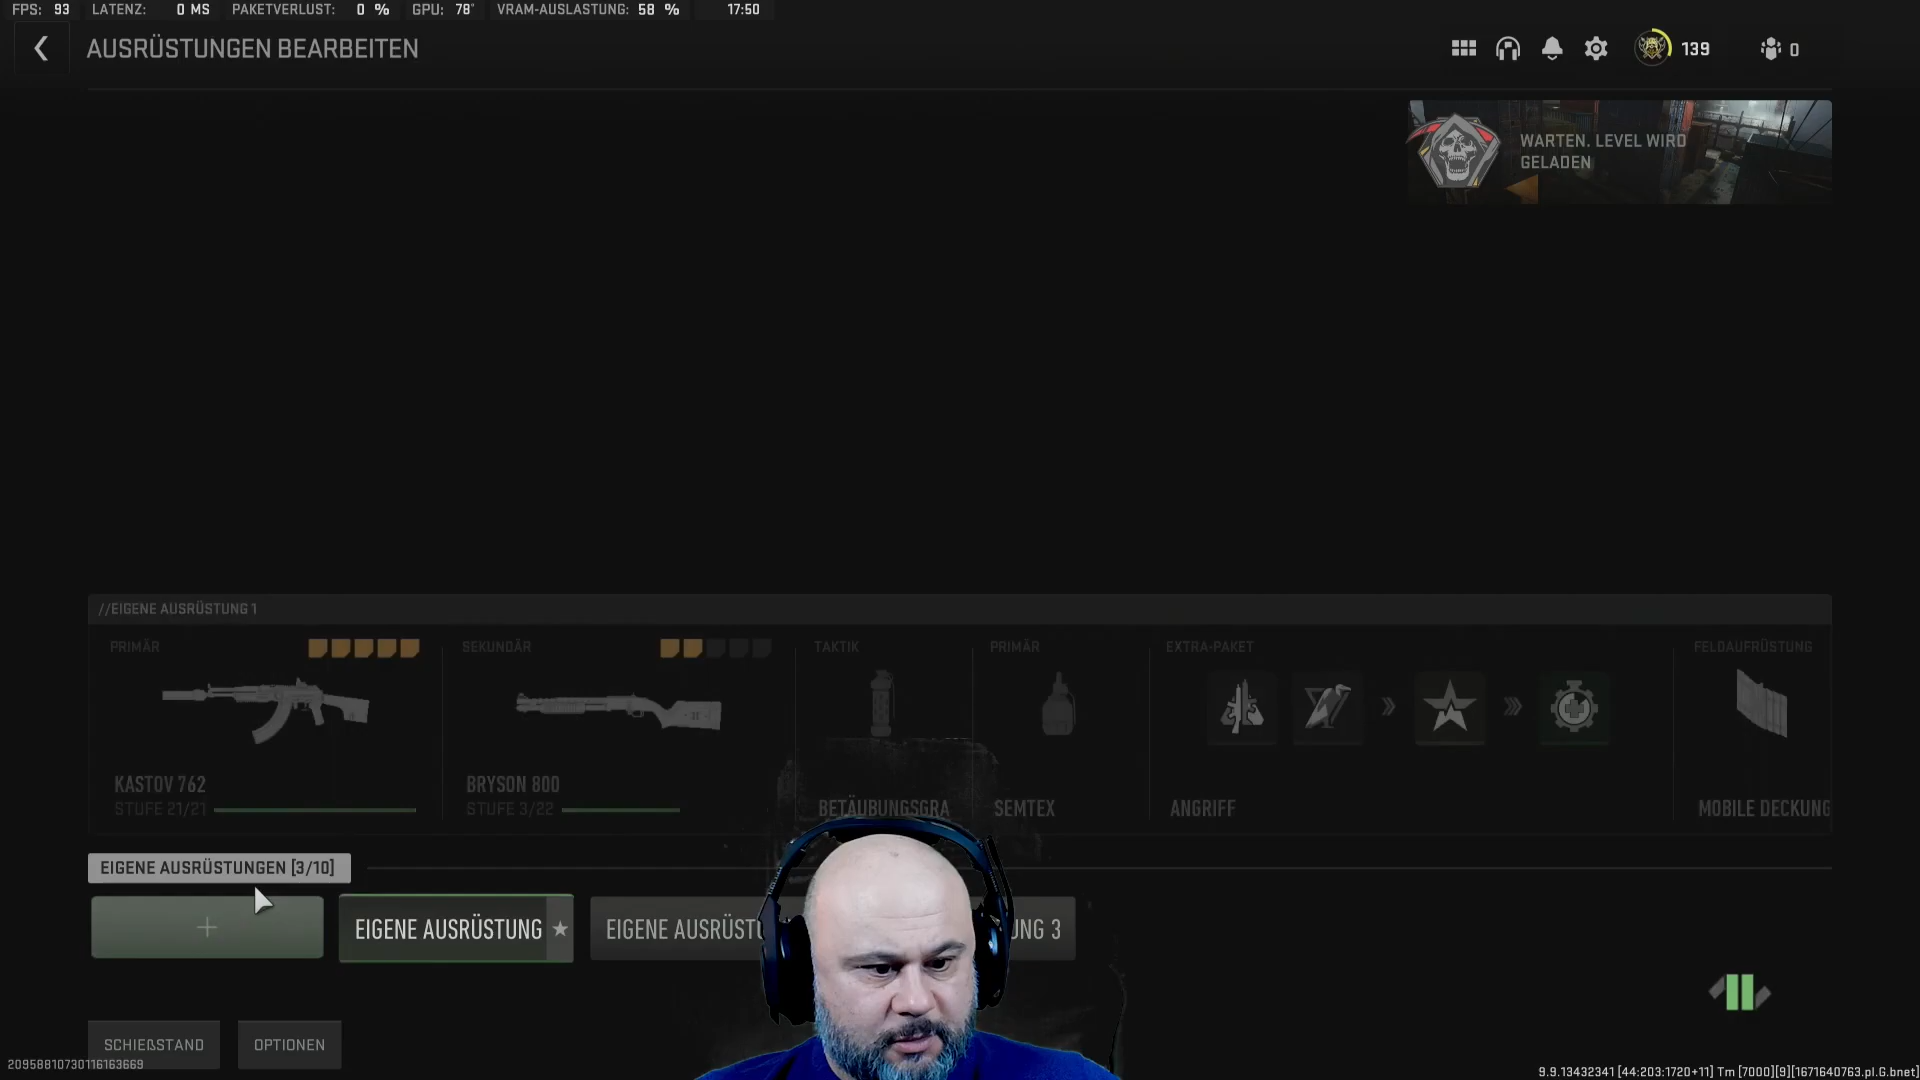 FPS: 93 LATENZ: 0 MS PAKETVERLUST: 0 % GPU: 78° VRAM-AUSLASTUNG: 58 % 17:50
AUSRÜSTUNGEN BEARBEITEN
139
0
WARTEN. LEVEL WIRD
GELADEN
//EIGENE AUSRÜSTUNG 1
PRIMÄR
SEKUNDÄR
TAKTIK
PRIMÄR
EXTRA-PAKET
FELDAUFRÜSTUNG
KASTOV 762
STUFE 21/21
BRYSON 800
STUFE 3/22
BETÄUBUNGSGRA
SEMTEX
ANGRIFF
MOBILE DECKUNG
EIGENE AUSRÜSTUNGEN [3/10]
EIGENE AUSRÜSTUNG
EIGENE AUSRÜSTU
UNG 3
SCHIEẞSTAND
OPTIONEN
20958810730116163669
9.9.13432341 [44:203:1720+11] Tm [7000][9][1671640763.pl.G.bnet]